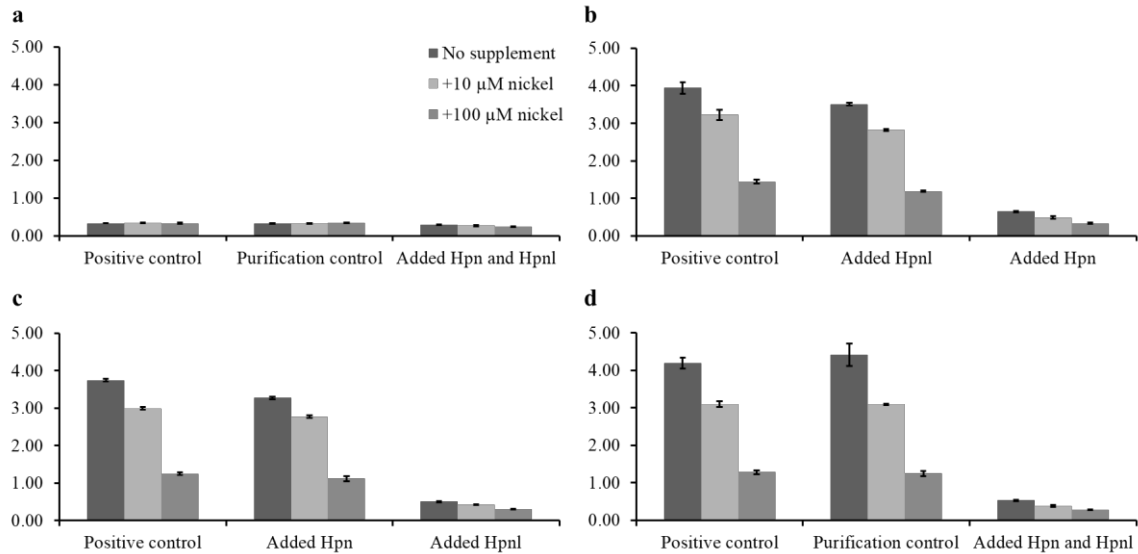 a
5.00
4.00
3.00
2.00
1.00
0.00
No supplement
+10 µM nickel
+100 µM nickel
Positive control Purification control Added Hpn and Hpnl
b
5.00
4.00
3.00
2.00
1.00
0.00
Positive control Added Hpnl Added Hpn
c
5.00
4.00
3.00
2.00
1.00
0.00
Positive control Added Hpn Added Hpnl
d
5.00
4.00
3.00
2.00
1.00
0.00
Positive control Purification control Added Hpn and Hpnl